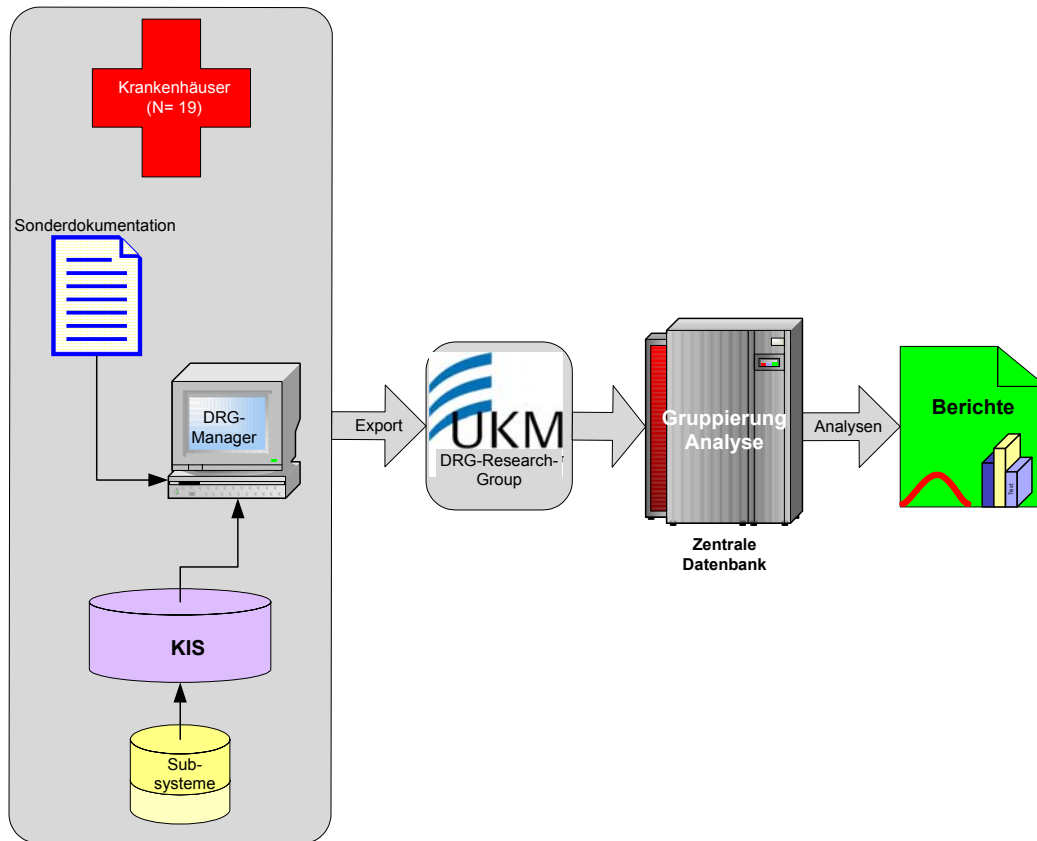 Krankenhäuser
(N= 19)
Sonderdokumentation
DRG-
Manager
KIS
Sub-
systeme
Export
UKM
DRG-Research-
Group
Gruppierung
Analyse
Zentrale
Datenbank
Analysen
Berichte
Text